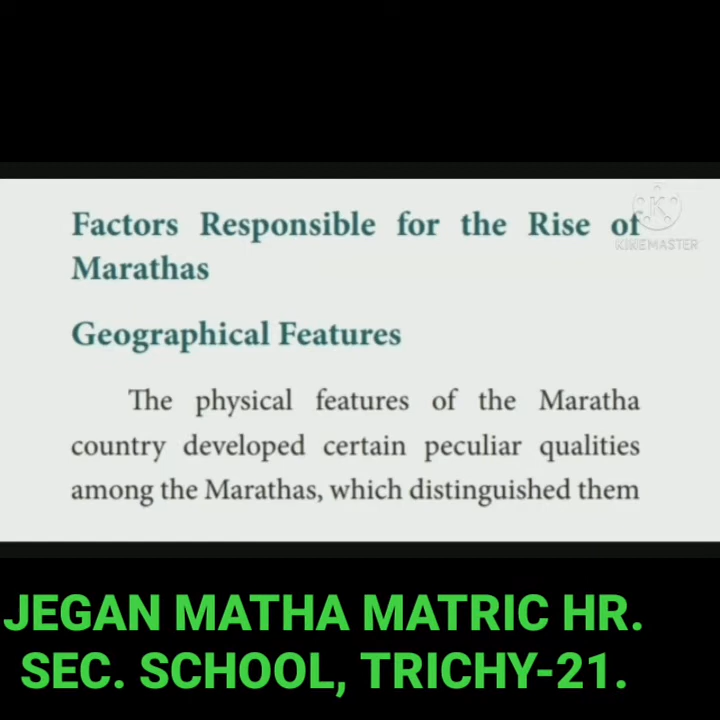 Factors Responsible for the Rise of
Marathas
KINEMASTER
Geographical Features
The physical features of the Maratha
country developed certain peculiar qualities
among the Marathas, which distinguished them
JEGAN MATHA MATRIC HR.
SEC. SCHOOL, TRICHY-21.